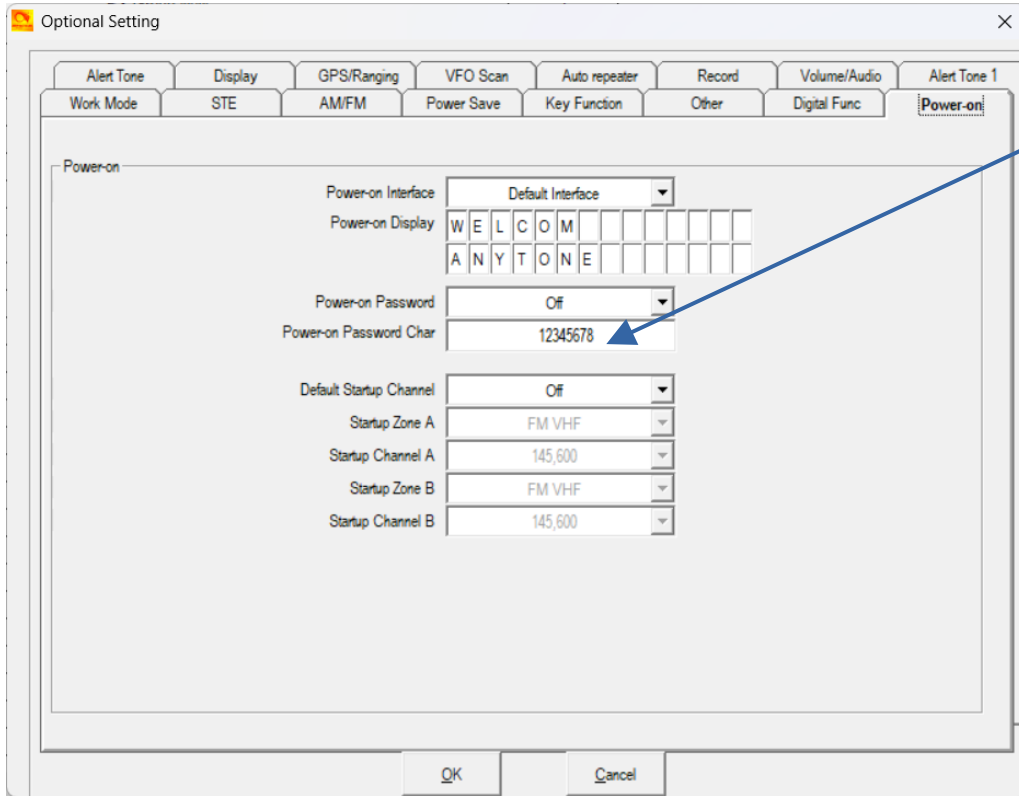 Optional Setting
Alert Tone Display GPS/Ranging VFO Scan Auto repeater Record Volume/Audio Alert Tone 1
Work Mode STE AM/FM Power Save Key Function Other Digital Func Power-on
Power-on
Power-on Interface Default Interface
Power-on Display WELCOM
ANYTONE
Power-on Password Off
Power-on Password Char 12345678
Default Startup Channel Off
Startup Zone A FM VHF
Startup Channel A 145,600
Startup Zone B FM VHF
Startup Channel B 145,600
OK Cancel